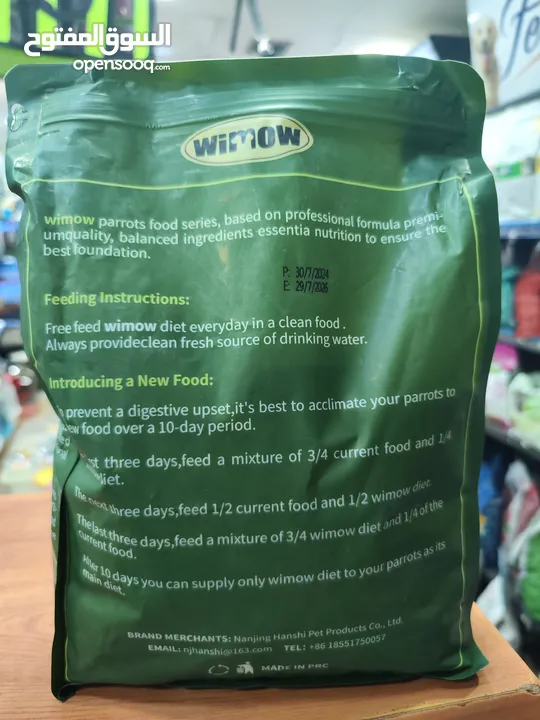 السوق المفتوح
opensooq.com
Fe
wimow
wimow parrots food series, based on professional formula premi-
umquality, balanced ingredients essentia nutrition to ensure the
best foundation.
P: 30/7/2024
E: 29/7/2026
Feeding Instructions:
Free feed wimow diet everyday in a clean food .
Always provideclean fresh source of drinking water.
Introducing a New Food:
prevent a digestive upset,it's best to acclimate your parrots to
new food over a 10-day period.
three days,feed a mixture of 3/4 current food and 1/4
diet.
The next three days,feed 1/2 current food and 1/2 wimow diet.
The last three days,feed a mixture of 3/4 wimow diet and 1/4 of the
current food.
After 10 days you can supply only wimow diet to your parrots as its
main diet.
BRAND MERCHANTS: Nanjing Hanshi Pet Products Co., Ltd.
EMAIL: njhanshi@163.com TEL: +86 18551750057
MADE IN PRC